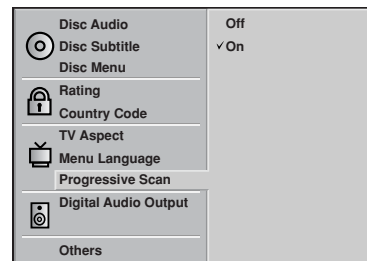 Disc Audio
Disc Subtitle
Disc Menu
Rating
Country Code
TV Aspect
Menu Language
Progressive Scan
Digital Audio Output
Others
Off
✓On